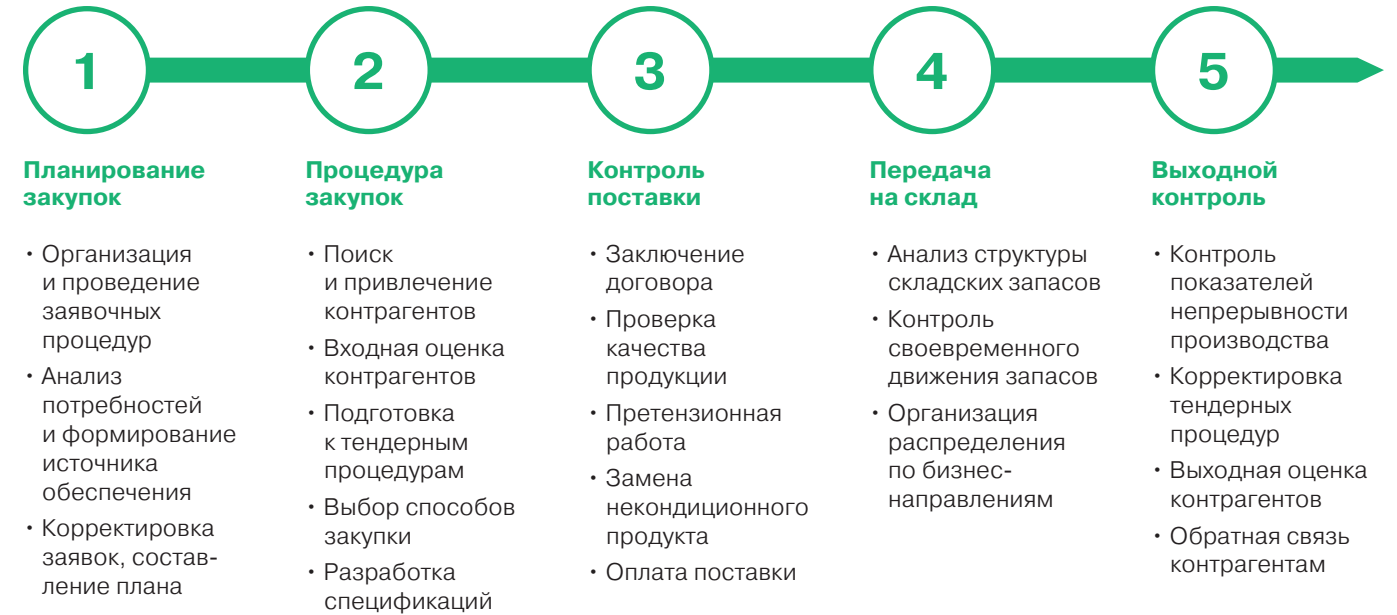 1
Планирование
закупок
• Организация
и проведение
заявочных
процедур
• Анализ
потребностей
и формирование
источника
обеспечения
• Корректировка
заявок, состав-
ление плана
2
Процедура
закупок
• Поиск
и привлечение
контрагентов
• Входная оценка
контрагентов
• Подготовка
к тендерным
процедурам
• Выбор способов
закупки
• Разработка
спецификаций
3
Контроль
поставки
• Заключение
договора
• Проверка
качества
продукции
• Претензионная
работа
• Замена
некондиционного
продукта
• Оплата поставки
4
Передача
на склад
• Анализ структуры
складских запасов
• Контроль
своевременного
движения запасов
• Организация
распределения
по бизнес-
направлениям
5
Выходной
контроль
• Контроль
показателей
непрерывности
производства
• Корректировка
тендерных
процедур
• Выходная оценка
контрагентов
• Обратная связь
контрагентам